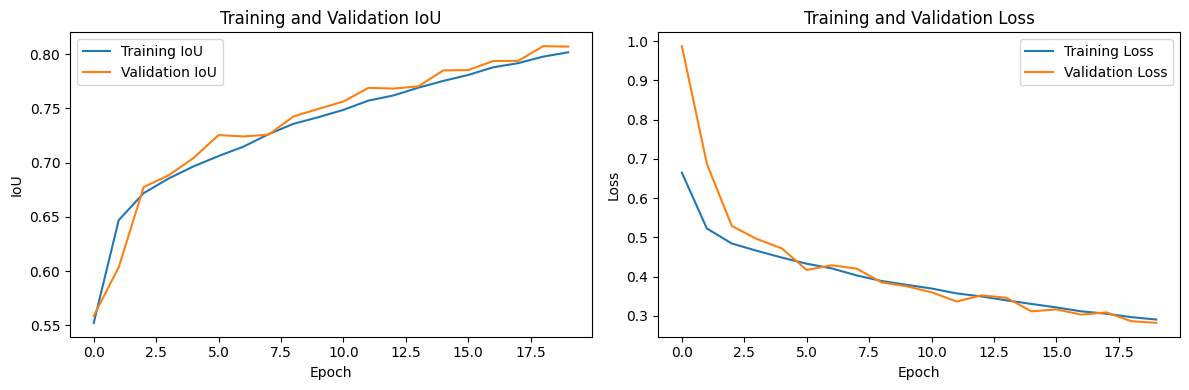 Training and Validation IoU
Training IoU
Validation IoU
0.80
0.75
0.70
0.65
0.60
0.55
IoU
0.0 2.5 5.0 7.5 10.0 12.5 15.0 17.5
Epoch
Training and Validation Loss
Training Loss
Validation Loss
1.0
0.9
0.8
0.7
0.6
0.5
0.4
0.3
Loss
0.0 2.5 5.0 7.5 10.0 12.5 15.0 17.5
Epoch